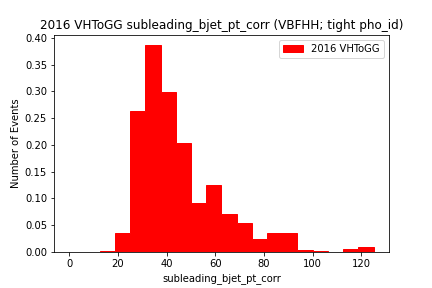 2016 VHToGG subleading_bjet_pt_corr (VBFHH; tight pho_id)
2016 VHToGG
Number of Events
0.40
0.35
0.30
0.25
0.20
0.15
0.10
0.05
0.00
0 20 40 60 80 100 120
subleading_bjet_pt_corr